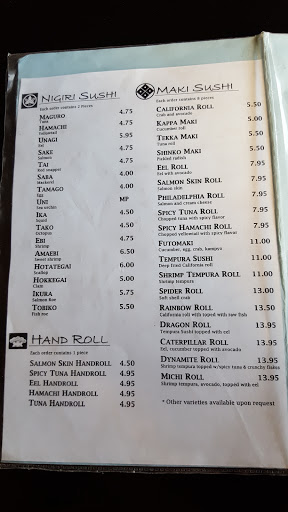 NIGIRI SUSHI
Each order contains 2 pieces
MAGURO 4.75
Tuna
HAMACHI 4.75
Yellowtail
UNAGI 5.95
Eel
SAKE 4.75
Salmon
TAI 4.75
Red snapper
SABA 4.00
Mackerel
TAMAGO 4.00
Egg
UNI MP
Sea urchin
IKA 4.50
Squid
TAKO 4.75
Octopus
EBI 4.75
Shrimp
AMAEBI 6.50
Sweet shrimp
HOTATEGAI
Scallop
HOKKEGAI
Clam
IKURA 5.75
Salmon Roe
TOBIKO 5.50
Fish roe
HAND ROLL
Each order contains 1 piece
SALMON SKIN HANDROLL 4.50
SPICY TUNA HANDROLL 4.95
EEL HANDROLL 4.95
HAMACHI HANDROLL 4.95
TUNA HANDROLL 4.95
MAKI SUSHI
Each order contains 6 pieces
CALIFORNIA ROLL 5.50
Crab and avocado
KAPPA MAKI 5.00
Cucumber roll
TEKKA MAKI 5.50
Tuna roll
SHINKO MAKI 5.50
Pickled radish
EEL ROLL 7.95
Eel with avocado
SALMON SKIN ROLL 7.95
Salmon skin
PHILADELPHIA ROLL 7.95
Salmon and cream cheese
SPICY TUNA ROLL 7.95
Chopped tuna with spicy flavor
SPICY HAMACHI ROLL 7.95
Chopped yellowtail with spicy flavor
FUTOMAKI 11.00
Cucumber, egg, crab, kampyo
TEMPURA SUSHI 11.00
Deep fried California roll
SHRIMP TEMPURA ROLL 11.00
Shrimp tempura
SPIDER ROLL 13.00
Soft shell crab
RAINBOW ROLL 13.50
California roll with topped with raw fish
DRAGON ROLL 13.95
Tempura Sushi topped with eel
CATERPILLAR ROLL 13.95
Eel, cucumber topped with avocado
DYNAMITE ROLL 13.95
Shrimp tempura topped w/spicy tuna & crunchy flakes
MICHI ROLL 13.95
Shrimp tempura, avocado, topped with eel
* Other varieties available upon request